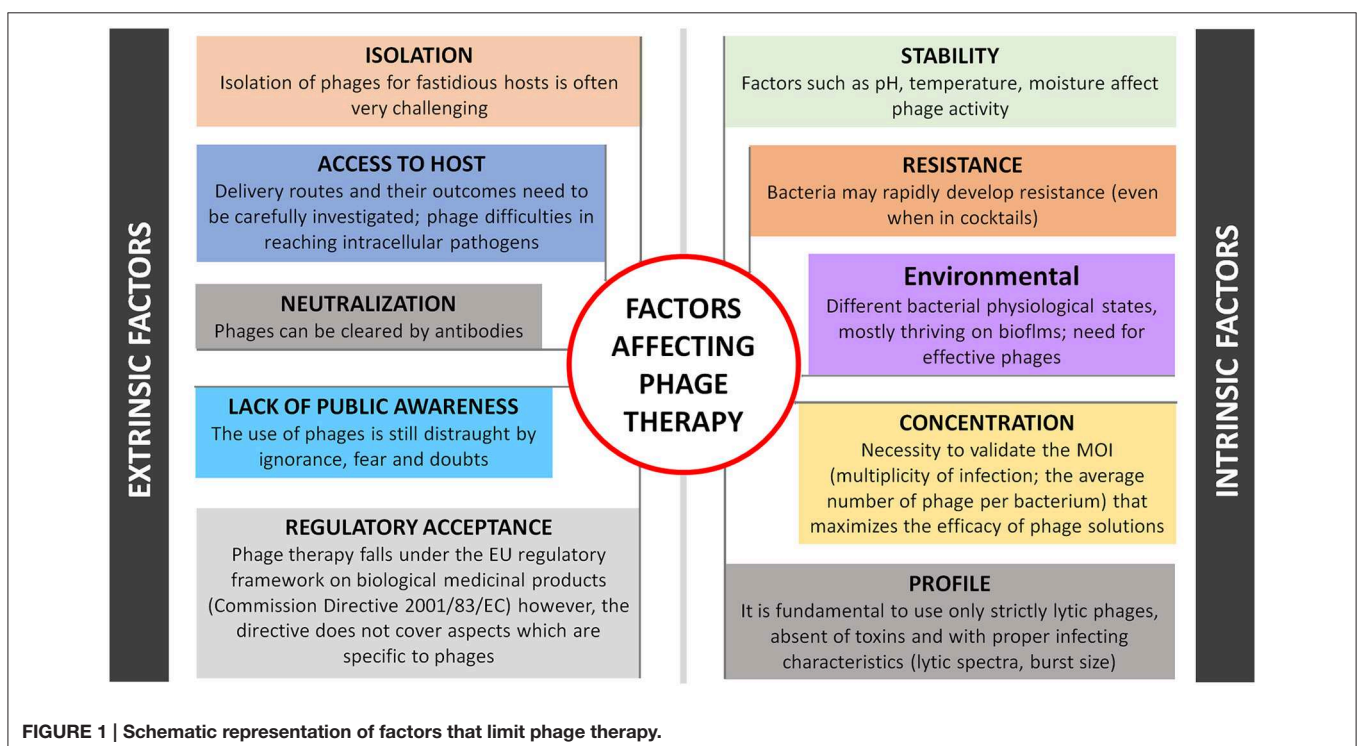 EXTRINSIC FACTORS
ISOLATION
Isolation of phages for fastidious hosts is often
very challenging
ACCESS TO HOST
Delivery routes and their outcomes need to
be carefully investigated; phage difficulties in
reaching intracellular pathogens
NEUTRALIZATION
Phages can be cleared by antibodies
LACK OF PUBLIC AWARENESS
The use of phages is still distraught by
ignorance, fear and doubts
REGULATORY ACCEPTANCE
Phage therapy falls under the EU regulatory
framework on biological medicinal products
(Commission Directive 2001/83/EC) however, the
directive does not cover aspects which are
specific to phages
FACTORS
AFFECTING
PHAGE
THERAPY
STABILITY
Factors such as pH, temperature, moisture affect
phage activity
RESISTANCE
Bacteria may rapidly develop resistance (even
when in cocktails)
Environmental
Different bacterial physiological states,
mostly thriving on bioflms; need for
effective phages
CONCENTRATION
Necessity to validate the MOI
(multiplicity of infection; the average
number of phage per bacterium) that
maximizes the efficacy of phage solutions
PROFILE
It is fundamental to use only strictly lytic phages,
absent of toxins and with proper infecting
characteristics (lytic spectra, burst size)
INTRINSIC FACTORS
FIGURE 1 | Schematic representation of factors that limit phage therapy.